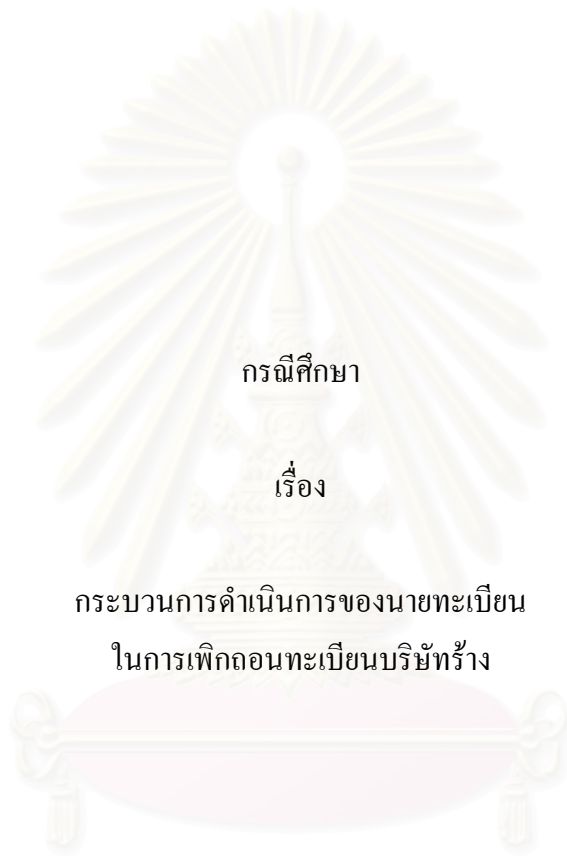 กรณีศึกษา
เรื่อง
กระบวนการดำเนินการของนายทะเบียน
ในการเพิกถอนทะเบียนบริษัทร้าง